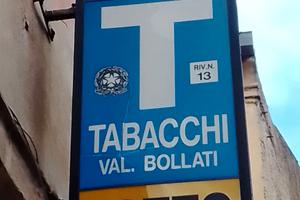 T
RIV. N.
13
TABACCHI
VAL. BOLLATI